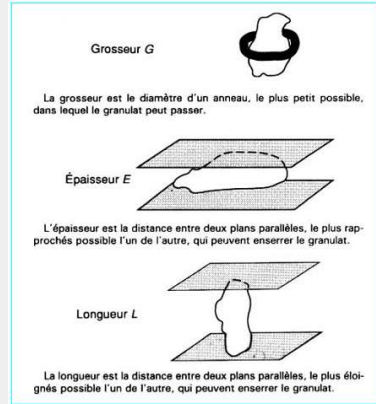 Grosseur G
La grosseur est le diamètre d'un anneau, le plus petit possible,
dans lequel le granulat peut passer.
Épaisseur E
L'épaisseur est la distance entre deux plans parallèles, le plus rap-
prochés possible l'un de l'autre, qui peuvent enserrer le granulat.
Longueur L
La longueur est la distance entre deux plans parallèles, le plus éloi-
gnés possible l'un de l'autre, qui peuvent enserrer le granulat.